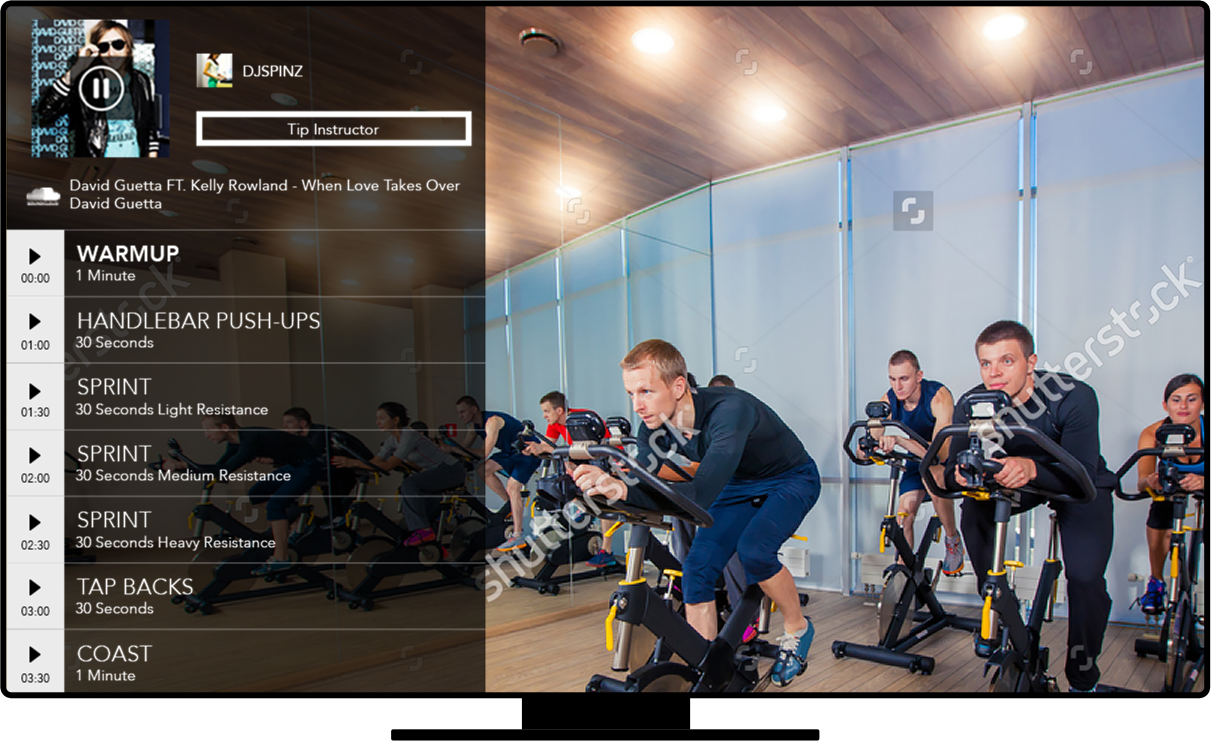 DJSPINZ
Tip Instructor
David Guetta FT. Kelly Rowland - When Love Takes Over
David Guetta
WARMUP
1 Minute
00:00
HANDLEBAR PUSH-UPS
30 Seconds
01:00
SPRINT
30 Seconds Light Resistance
01:30
SPRINT
30 Seconds Medium Resistance
02:00
SPRINT
30 Seconds Heavy Resistance
02:30
TAP BACKS
30 Seconds
03:00
COAST
1 Minute
03:30
shutterstock
shutterstock
shutterstock